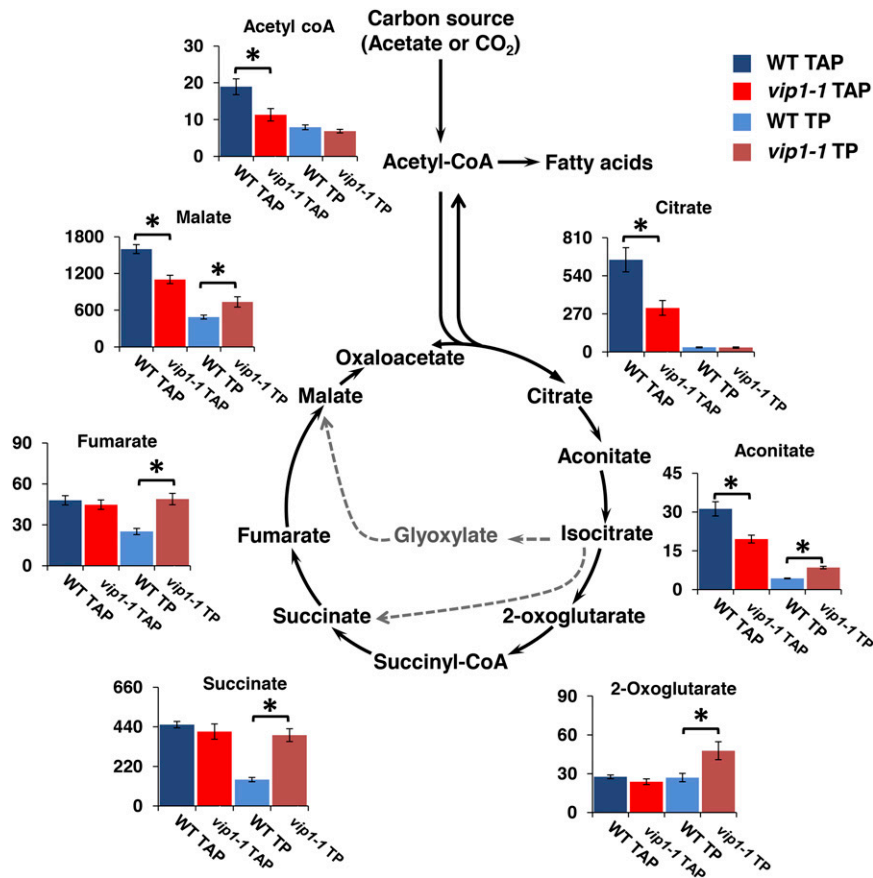 Acetyl coA
30
20
10
0
WT TAP
vip1-1 TAP
WT TP
vip1-1 TP
Carbon source
(Acetate or CO₂)
WT TAP
vip1-1 TAP
WT TP
vip1-1 TP
Acetyl-CoA
Fatty acids
Malate
1800
1200
600
0
WT TAP
vip1-1 TAP
WT TP
vip1-1 TP
Citrate
810
540
270
0
WT TAP
vip1-1 TAP
WT TP
vip1-1 TP
Oxaloacetate
Malate
Citrate
Aconitate
Isocitrate
Glyoxylate
Fumarate
Succinate
2-oxoglutarate
Succinyl-CoA
Fumarate
90
60
30
0
WT TAP
vip1-1 TAP
WT TP
vip1-1 TP
Aconitate
45
30
15
0
WT TAP
vip1-1 TAP
WT TP
vip1-1 TP
Succinate
660
440
220
0
WT TAP
vip1-1 TAP
WT TP
vip1-1 TP
2-Oxoglutarate
90
60
30
0
WT TAP
vip1-1 TAP
WT TP
vip1-1 TP